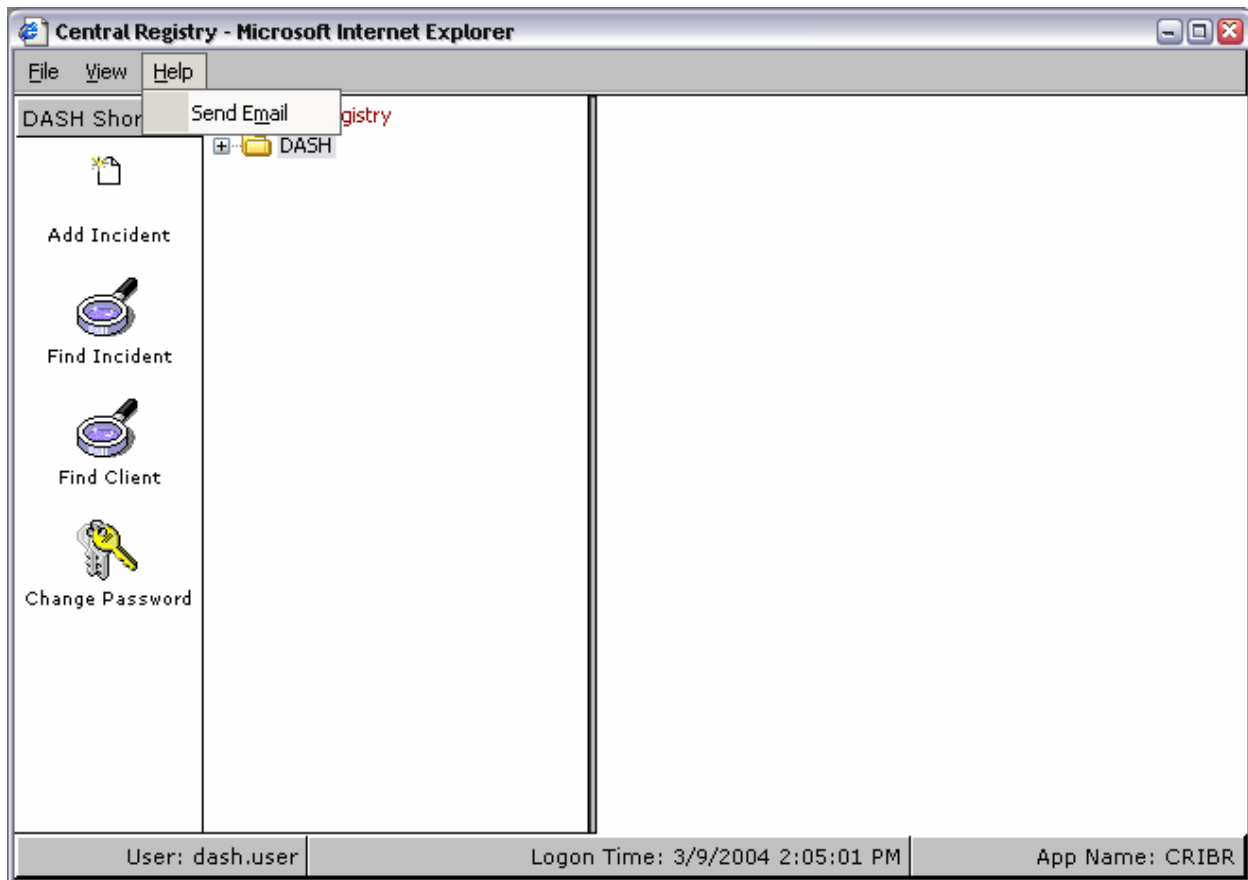 Central Registry - Microsoft Internet Explorer
File View Help
Send Email
DASH Shor
gistry
DASH
Add Incident
Find Incident
Find Client
Change Password
User: dash.user
Logon Time: 3/9/2004 2:05:01 PM
App Name: CRIBR